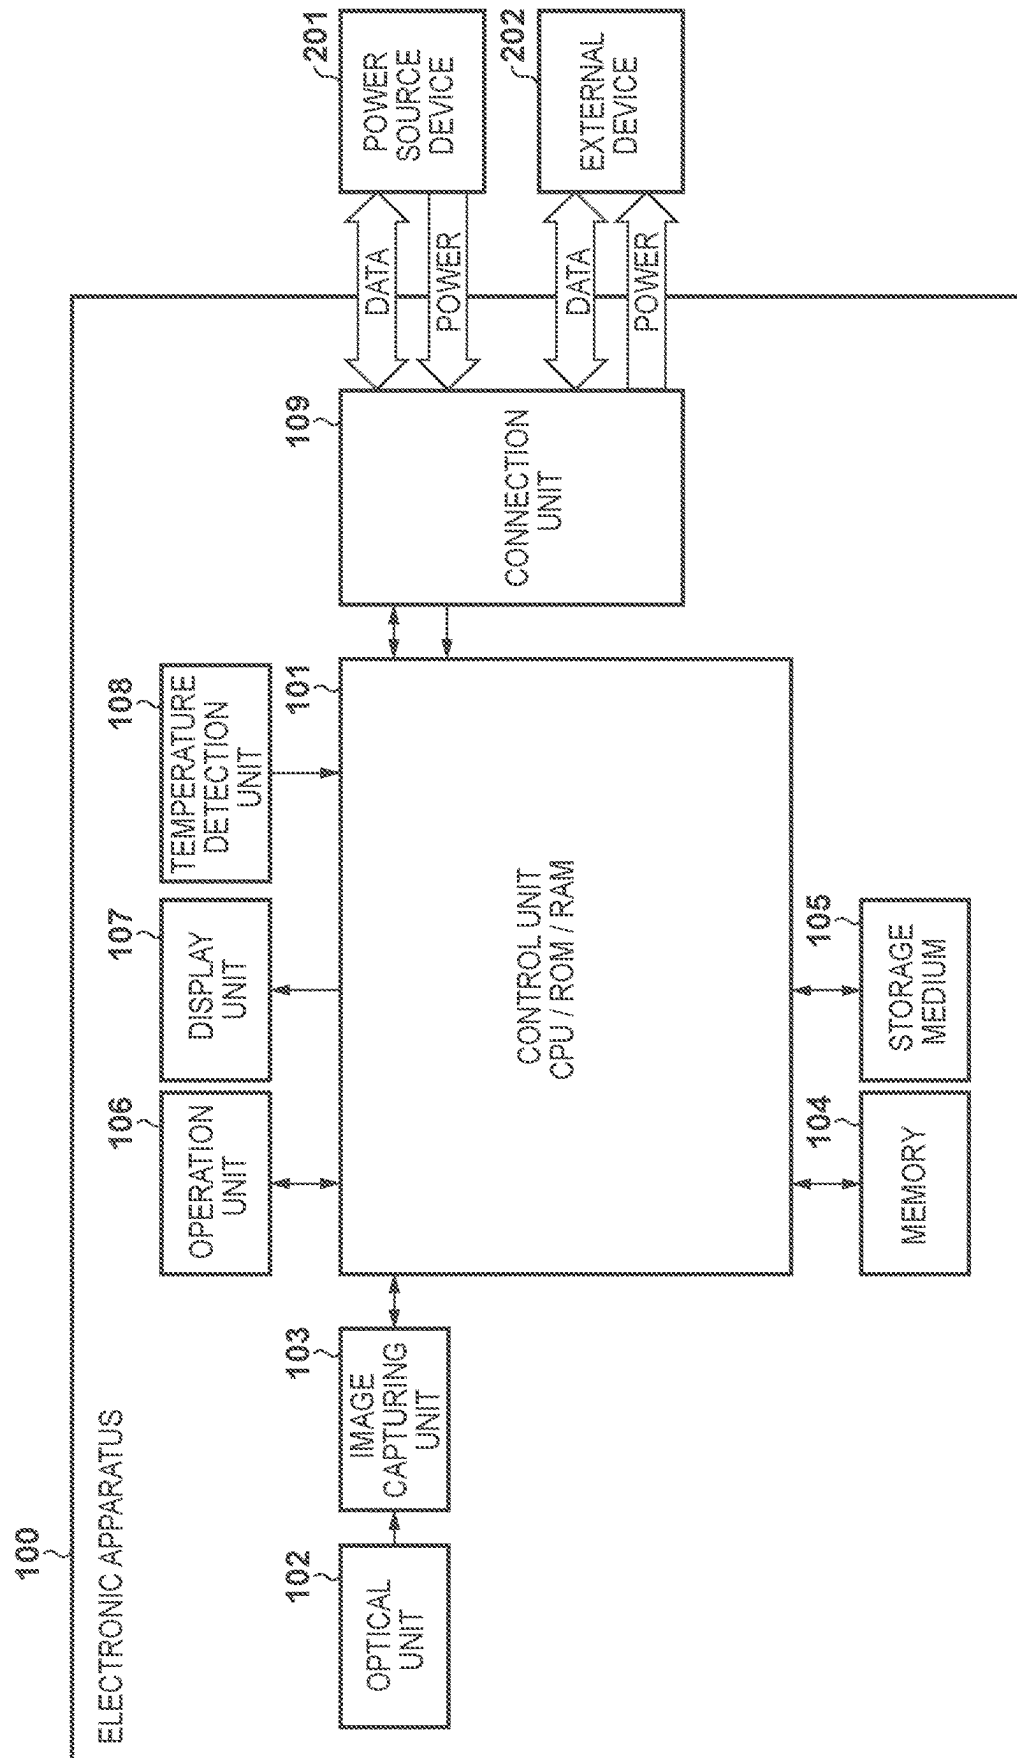 100
ELECTRONIC APPARATUS
106
OPERATION
UNIT
107
DISPLAY
UNIT
108
TEMPERATURE
DETECTION
UNIT
102
OPTICAL
UNIT
103
IMAGE
CAPTURING
UNIT
101
CONTROL UNIT
CPU / ROM / RAM
109
CONNECTION
UNIT
DATA
POWER
DATA
POWER
201
POWER
SOURCE
DEVICE
202
EXTERNAL
DEVICE
104
MEMORY
105
STORAGE
MEDIUM